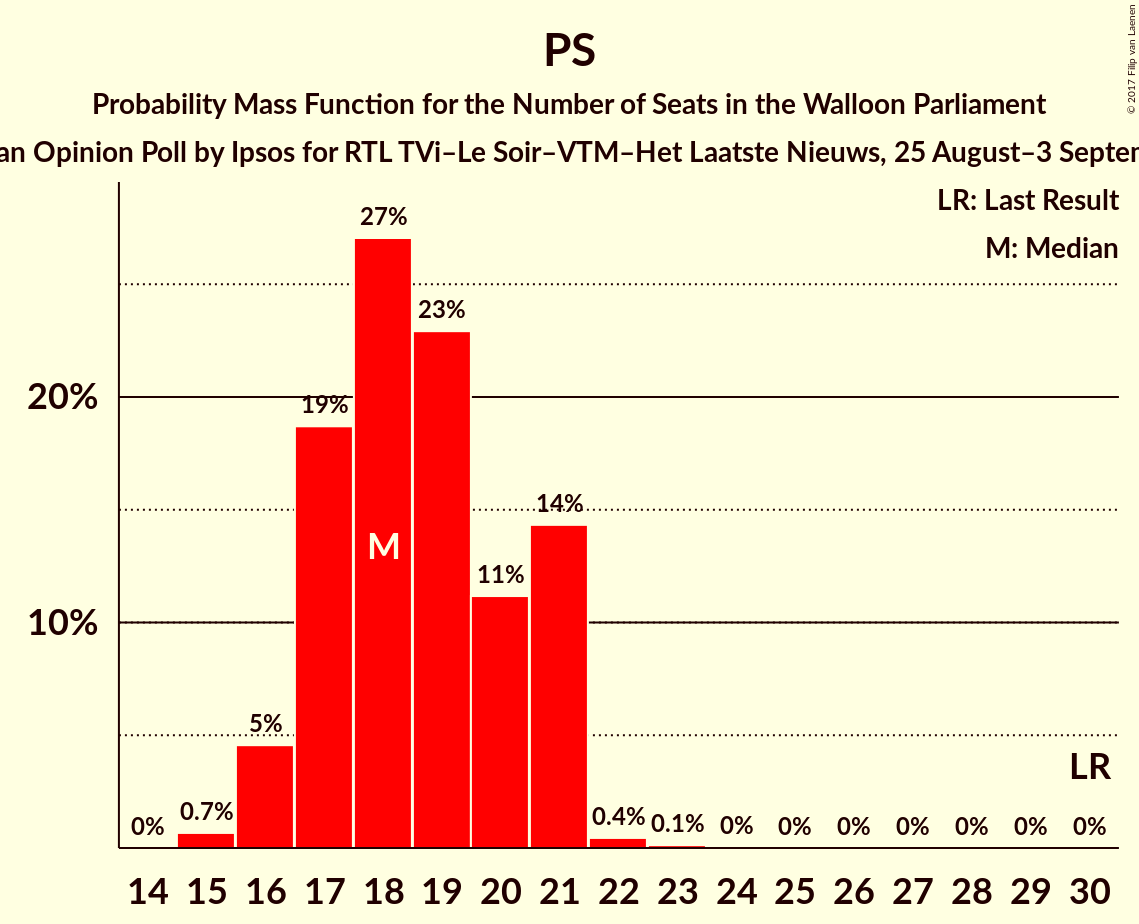 PS
Probability Mass Function for the Number of Seats in the Walloon Parliament
an Opinion Poll by Ipsos for RTL TVi–Le Soir–VTM–Het Laatste Nieuws, 25 August–3
© 2017 Filip van Laenen
LR: Last Result
M: Median
27%
23%
20%
19%
14%
M
11%
10%
5%
LR
0%
0.7%
0.4%
0.1%
0%
0%
0%
0%
0%
0%
0%
14 15 16 17 18 19 20 21 22 23 24 25 26 27 28 29 30